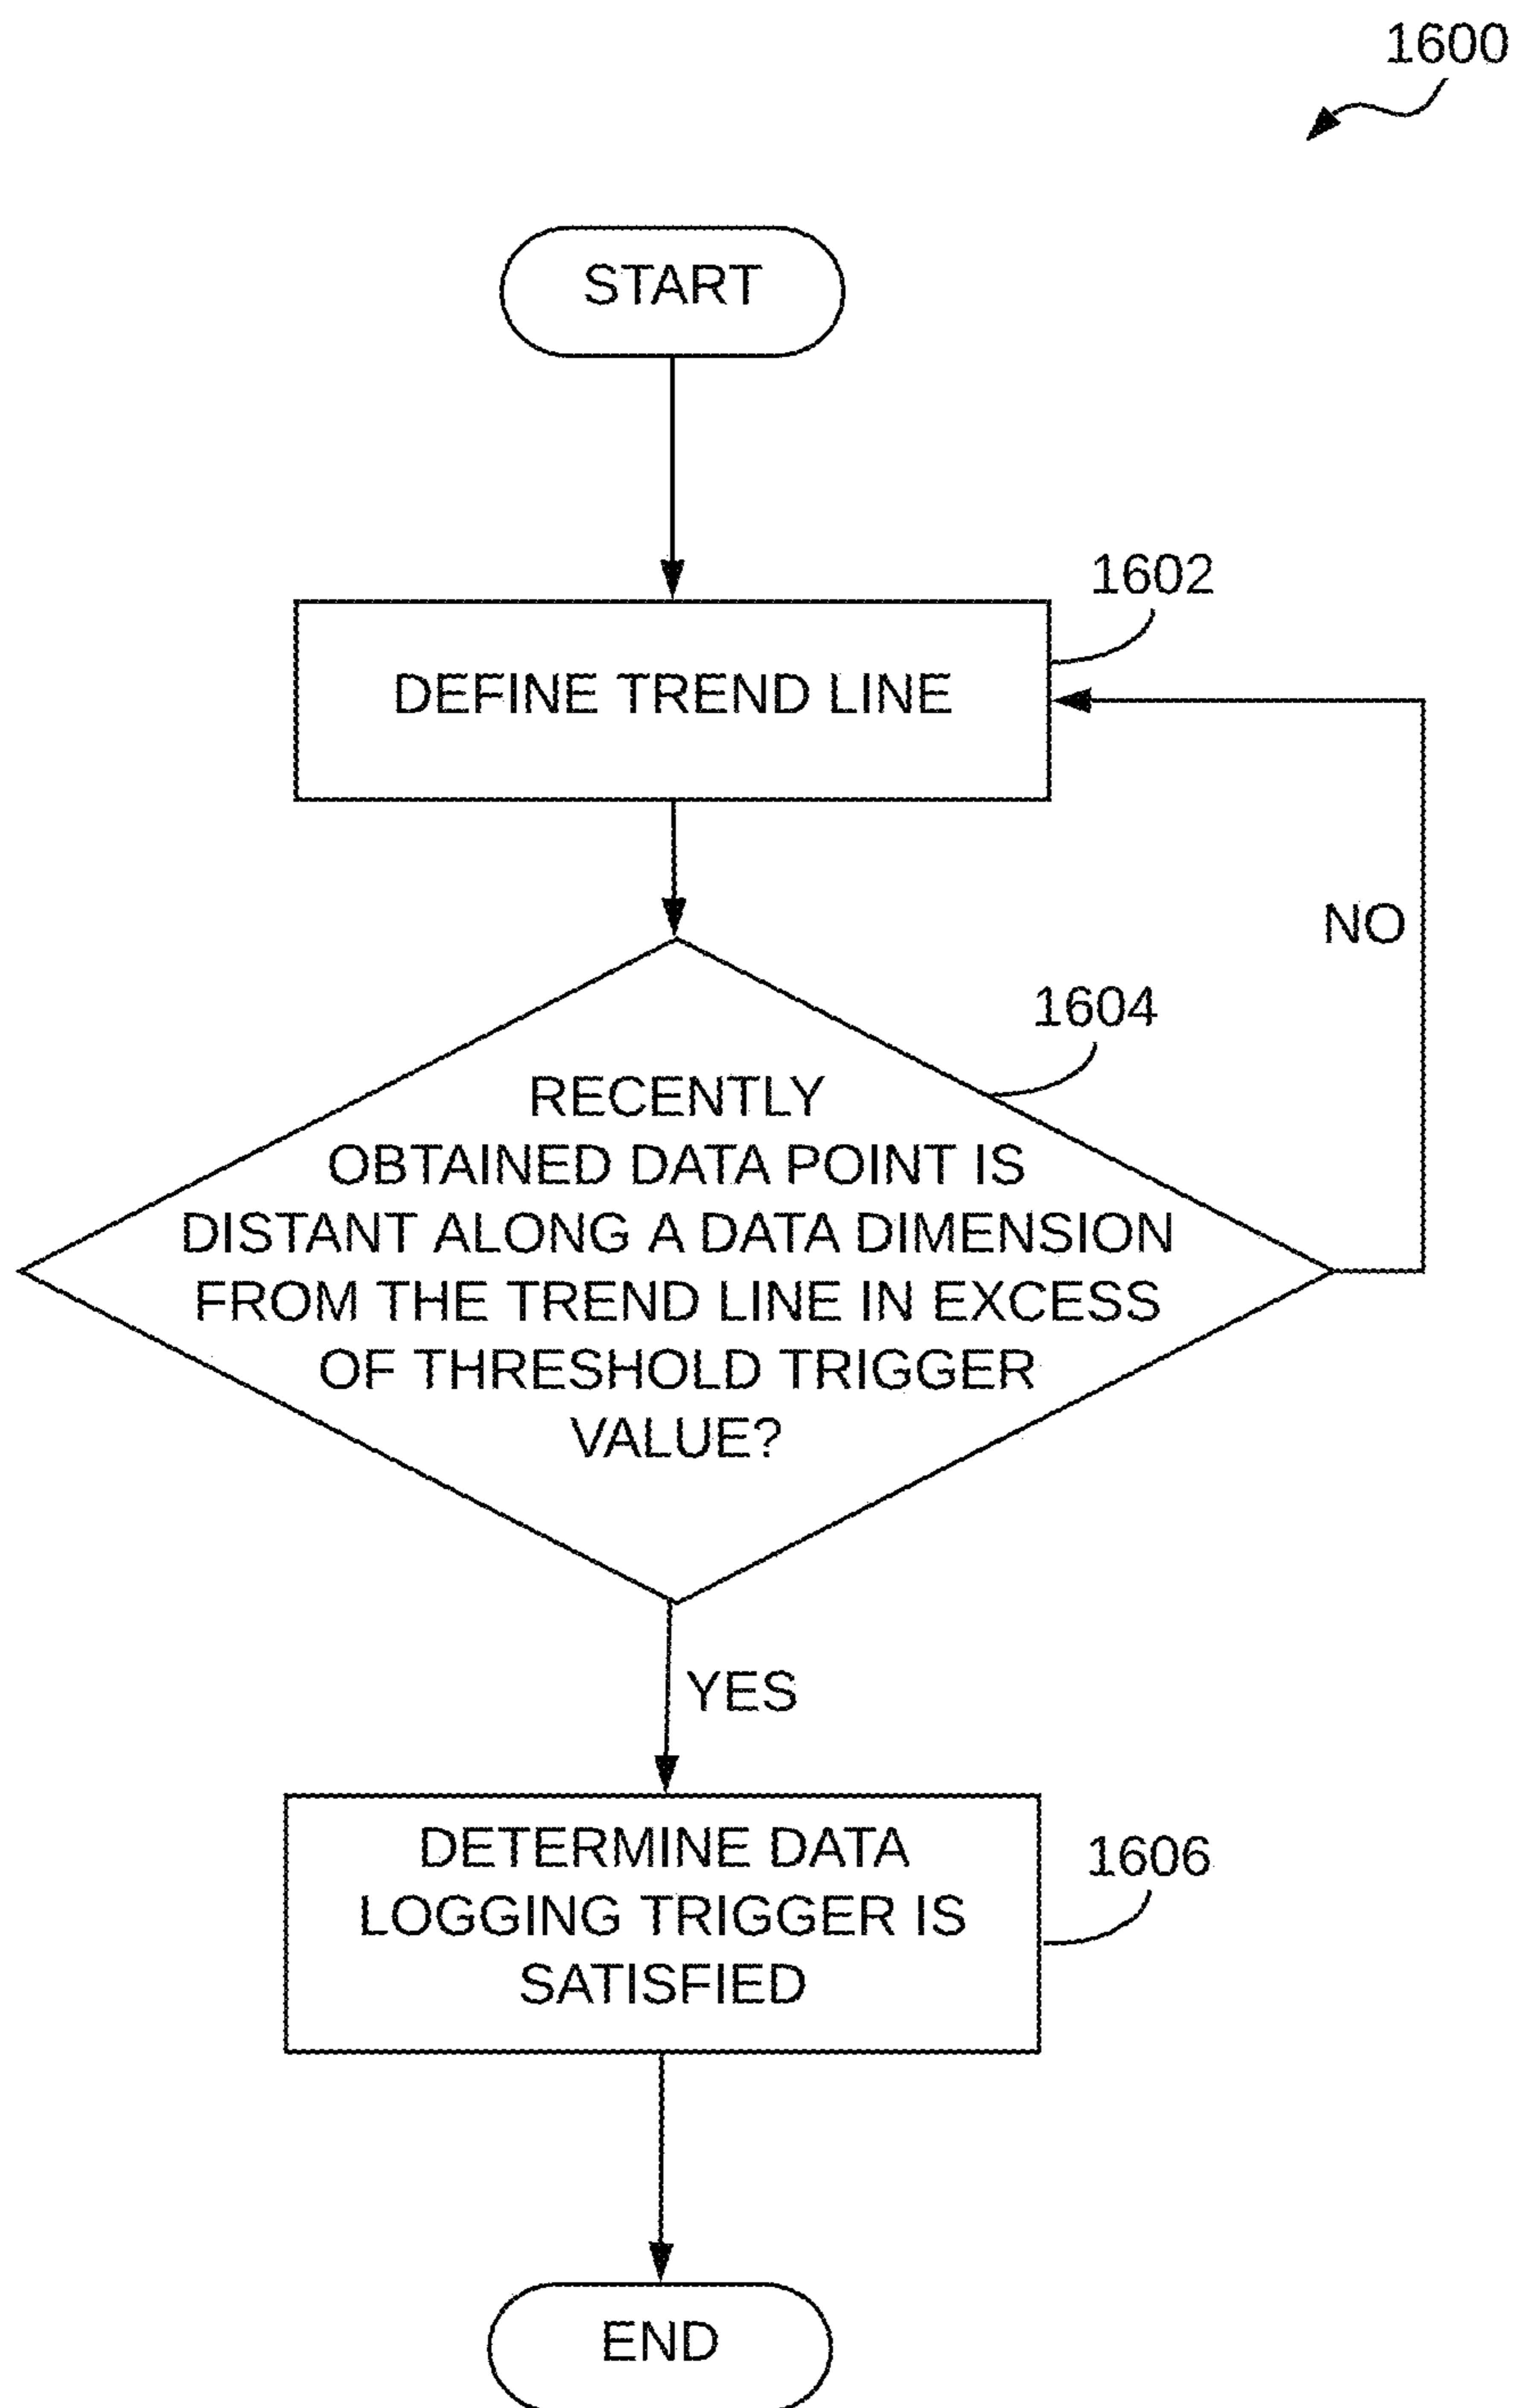 1600
START
1602
DEFINE TREND LINE
NO
1604
RECENTLY
OBTAINED DATA POINT IS
DISTANT ALONG A DATA DIMENSION
FROM THE TREND LINE IN EXCESS
OF THRESHOLD TRIGGER
VALUE?
YES
DETERMINE DATA
LOGGING TRIGGER IS
SATISFIED
1606
END